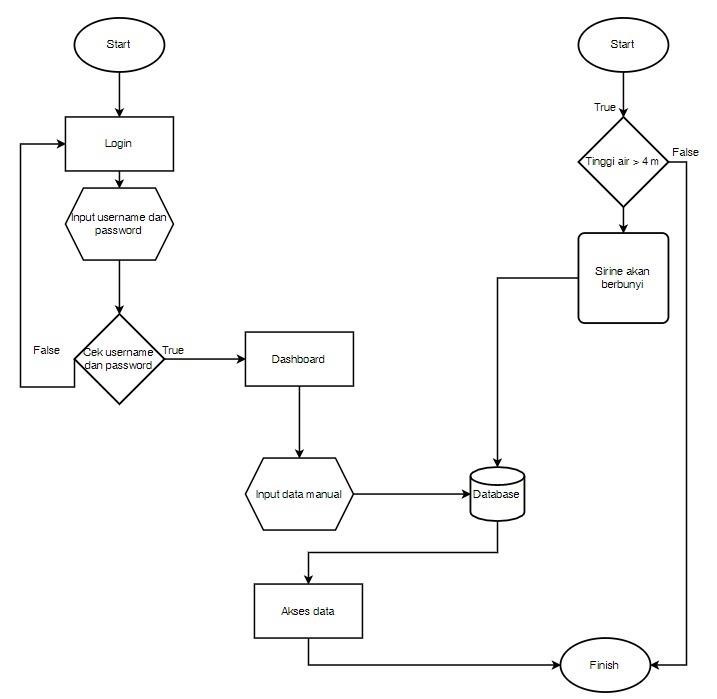 Start
Start
True
Login
Tinggi air > 4 m
False
Input username dan
password
Sirine akan
berbunyi
False
Cek username
dan password
True
Dashboard
Input data manual
Database
Akses data
Finish